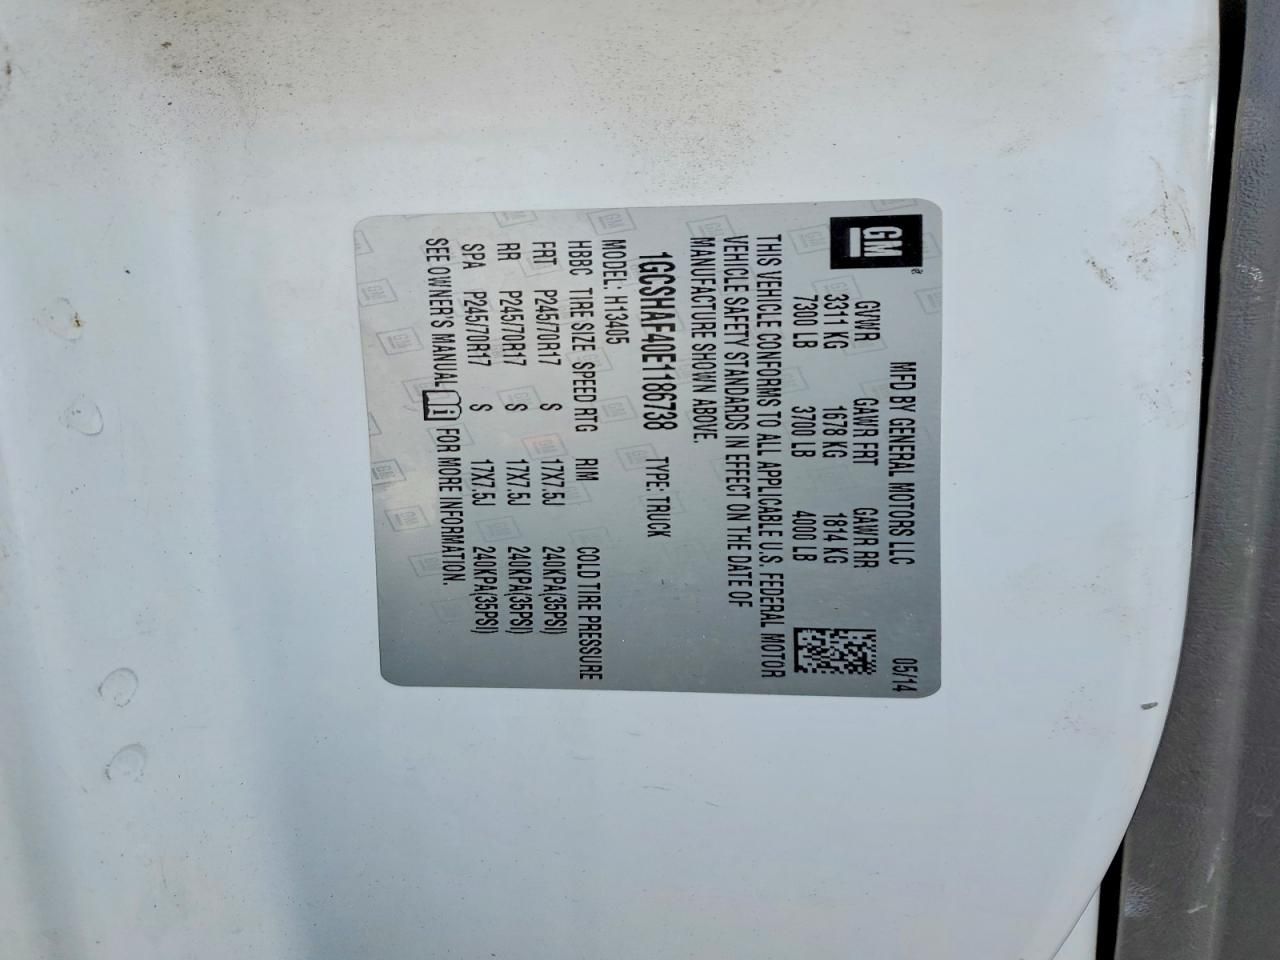 GM
MFD BY GENERAL MOTORS LLC 05/14
GVWR GAWR FRT GAWR RR
3311 KG 1678 KG 1814 KG
7300 LB 3700 LB 4000 LB
THIS VEHICLE CONFORMS TO ALL APPLICABLE U.S. FEDERAL MOTOR
VEHICLE SAFETY STANDARDS IN EFFECT ON THE DATE OF
MANUFACTURE SHOWN ABOVE.
1GCSHAF40E1186738 TYPE: TRUCK
MODEL: H13405
HBBC TIRE SIZE SPEED RTG RIM COLD TIRE PRESSURE
FRT P245/70R17 S 17X7.5J 240KPA(35PSI)
RR P245/70R17 S 17X7.5J 240KPA(35PSI)
SPA P245/70R17 S 17X7.5J 240KPA(35PSI)
SEE OWNER'S MANUAL FOR MORE INFORMATION.